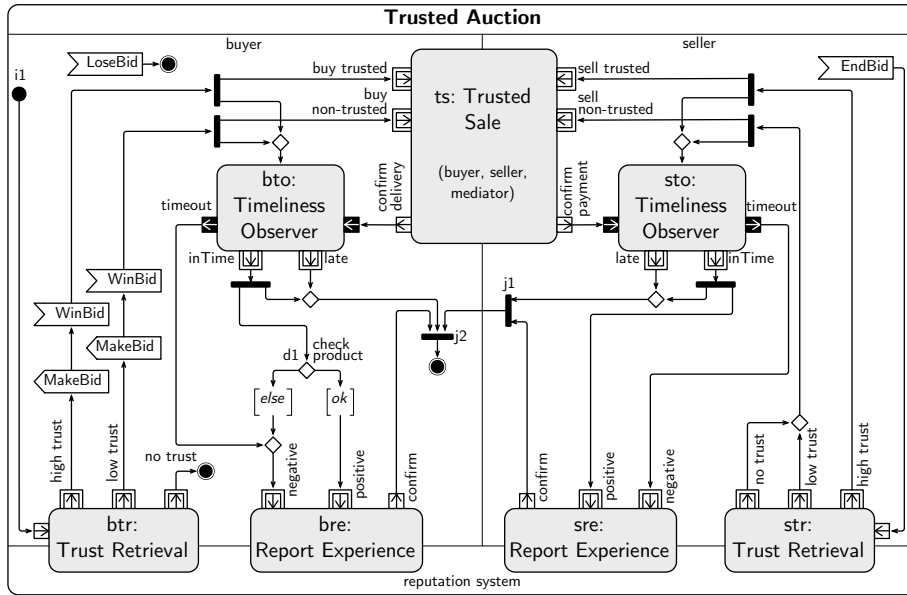 Trusted Auction
buyer
seller
LoseBid
EndBid
i1
buy trusted
sell trusted
buy
non-trusted
sell
non-trusted
ts: Trusted
Sale
(buyer, seller,
mediator)
bto:
Timeliness
Observer
sto:
Timeliness
Observer
confirm
delivery
confirm
payment
timeout
timeout
inTime
late
late
inTime
WinBid
WinBid
MakeBid
MakeBid
j1
j2
check
product
d1
[else]
[ok]
high trust
low trust
no trust
negative
positive
confirm
confirm
positive
negative
no trust
low trust
high trust
btr:
Trust Retrieval
bre:
Report Experience
sre:
Report Experience
str:
Trust Retrieval
reputation system